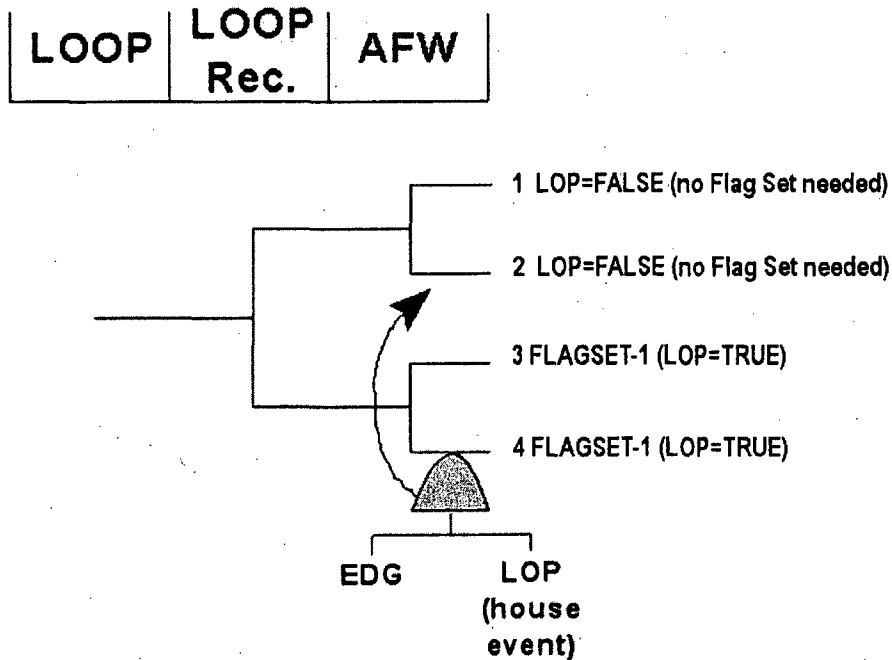 LOOP
LOOP
Rec.
AFW
1 LOP=FALSE (no Flag Set needed)
2 LOP=FALSE (no Flag Set needed)
3 FLAGSET-1 (LOP=TRUE)
4 FLAGSET-1 (LOP=TRUE)
EDG
LOP
(house
event)